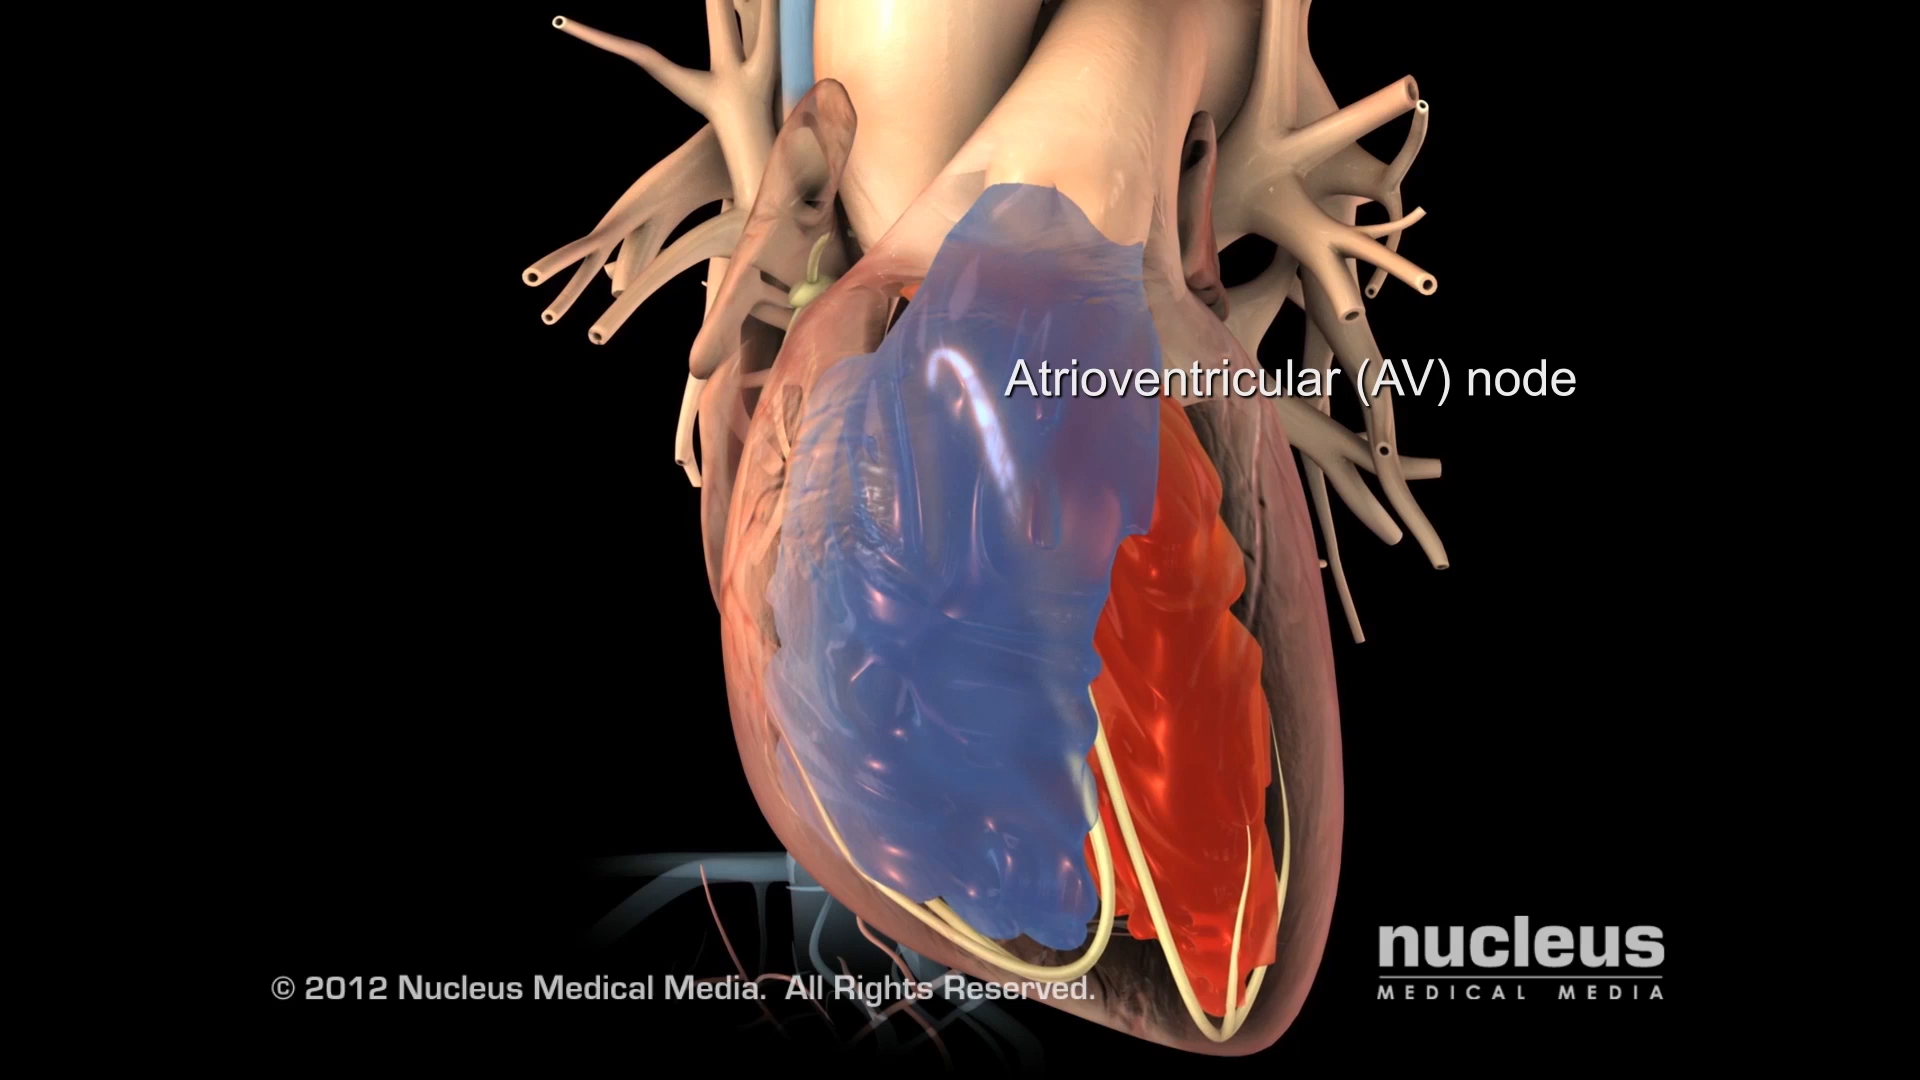 Atrioventricular (AV) node
nucleus
MEDICAL MEDIA
© 2012 Nucleus Medical Media. All Rights Reserved.